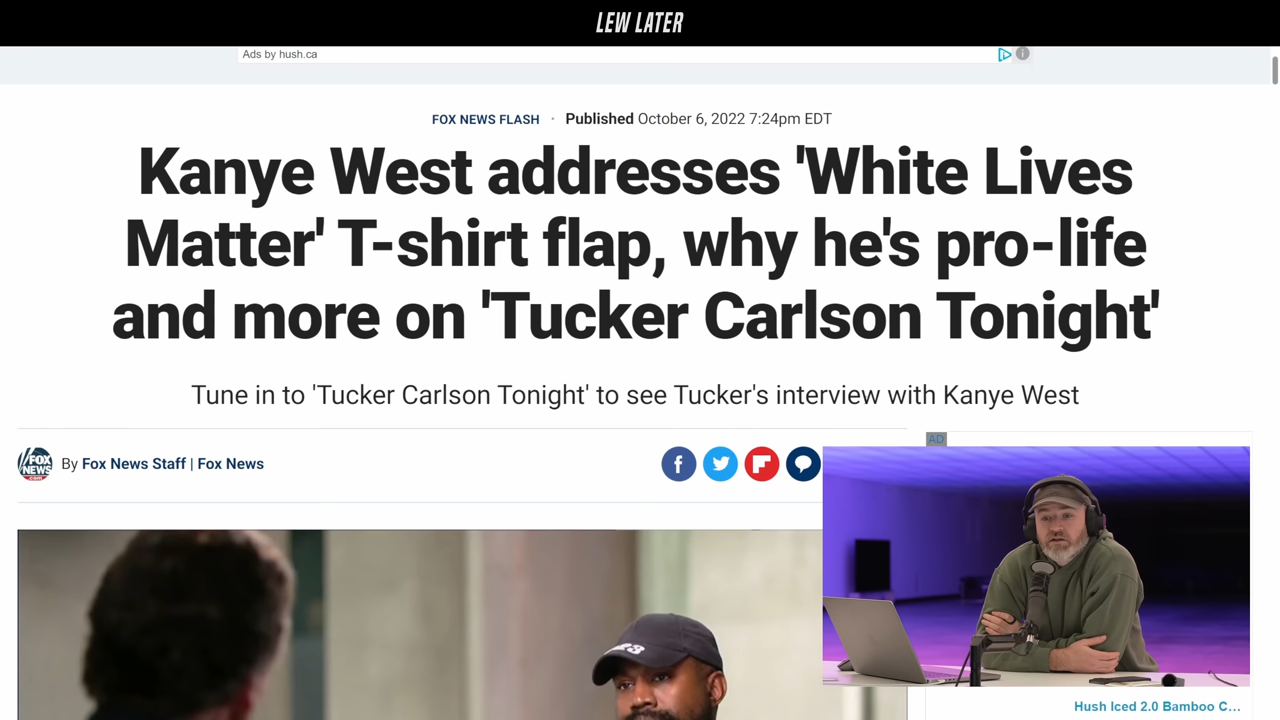 LEW LATER
Ads by hush.ca
FOX NEWS FLASH · Published October 6, 2022 7:24pm EDT
Kanye West addresses 'White Lives
Matter' T-shirt flap, why he's pro-life
and more on 'Tucker Carlson Tonight'
Tune in to 'Tucker Carlson Tonight' to see Tucker's interview with Kanye West
AD
FOX
NEWS
.com
By Fox News Staff | Fox News
Hush Iced 2.0 Bamboo C...